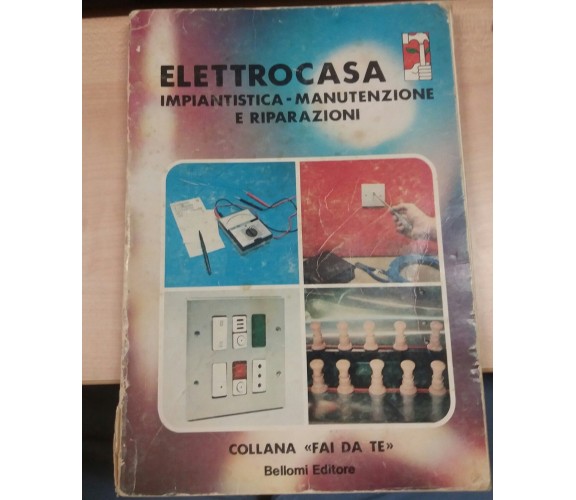 ELETTROCASA
IMPIANTISTICA - MANUTENZIONE
E RIPARAZIONI
COLLANA «FAI DA TE»
Bellomi Editore